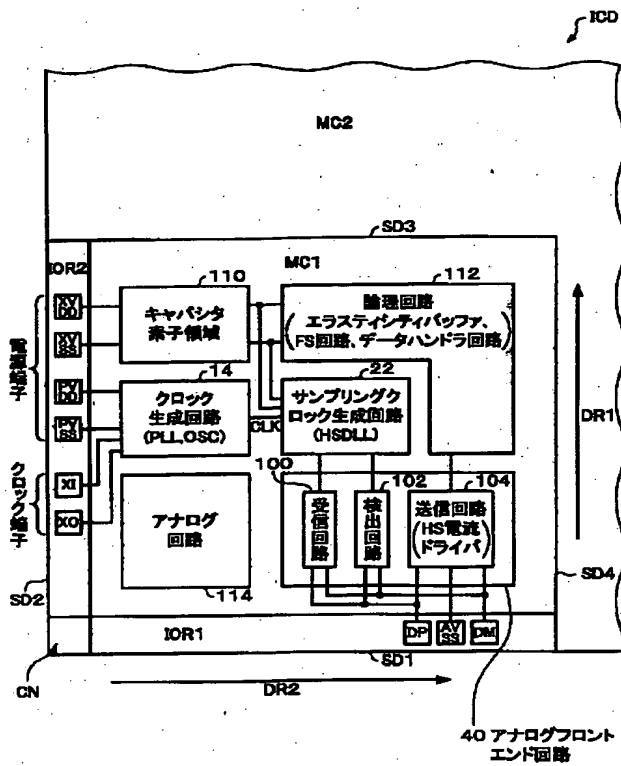 ICD
MC2
SD3
IOR2
MC1
110
112
XV
DD
キャパシタ
素子領域
論理回路
(エラスティシティバッファ、
FS回路、データハンドラ回路)
XV
SS
電源端子
14
22
PV
DD
クロック
生成回路
(PLL,OSC)
CLK
サンプリングク
ロック生成回路
(HSDLL)
PV
SS
DR1
クロック端子
XI
XO
アナログ
回路
114
100
受信回路
102
検出回路
104
送信回路
(HS電流
ドライバ)
SD2
SD4
IOR1
DP
AV
SS
DM
CN
SD1
DR2
40 アナログフロント
エンド回路